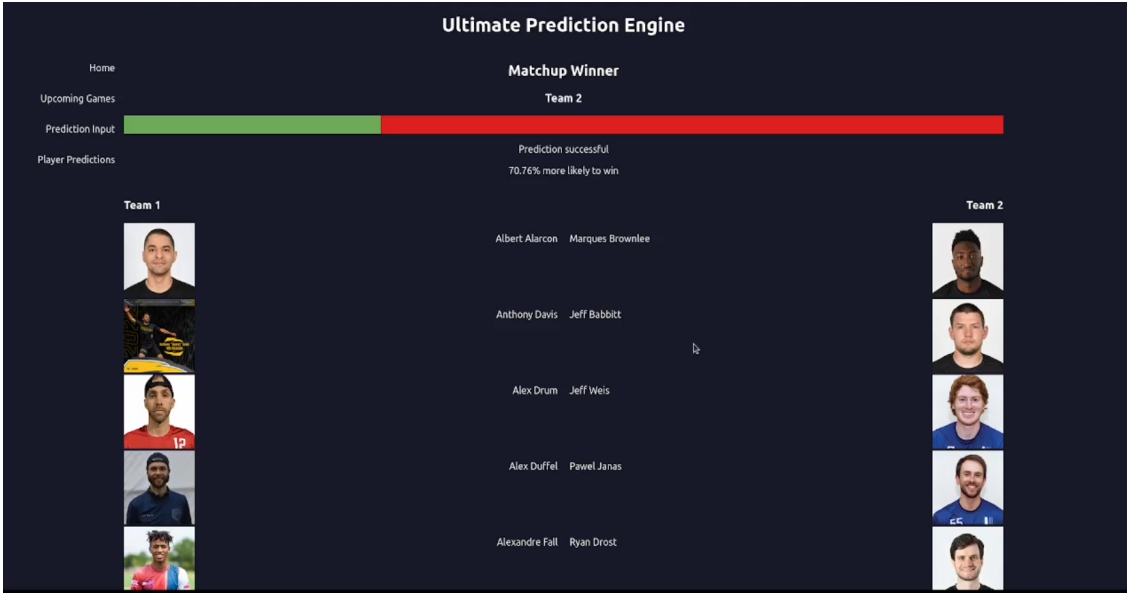 Ultimate Prediction Engine
Home
Upcoming Games
Prediction Input
Player Predictions
Matchup Winner
Team 2
Prediction successful
70.76% more likely to win
Team 1
Team 2
Albert Alarcon Marques Brownlee
Anthony Davis Jeff Babbitt
Alex Drum Jeff Weis
12
Alex Duffel Pawel Janas
55
Alexandre Fall Ryan Drost